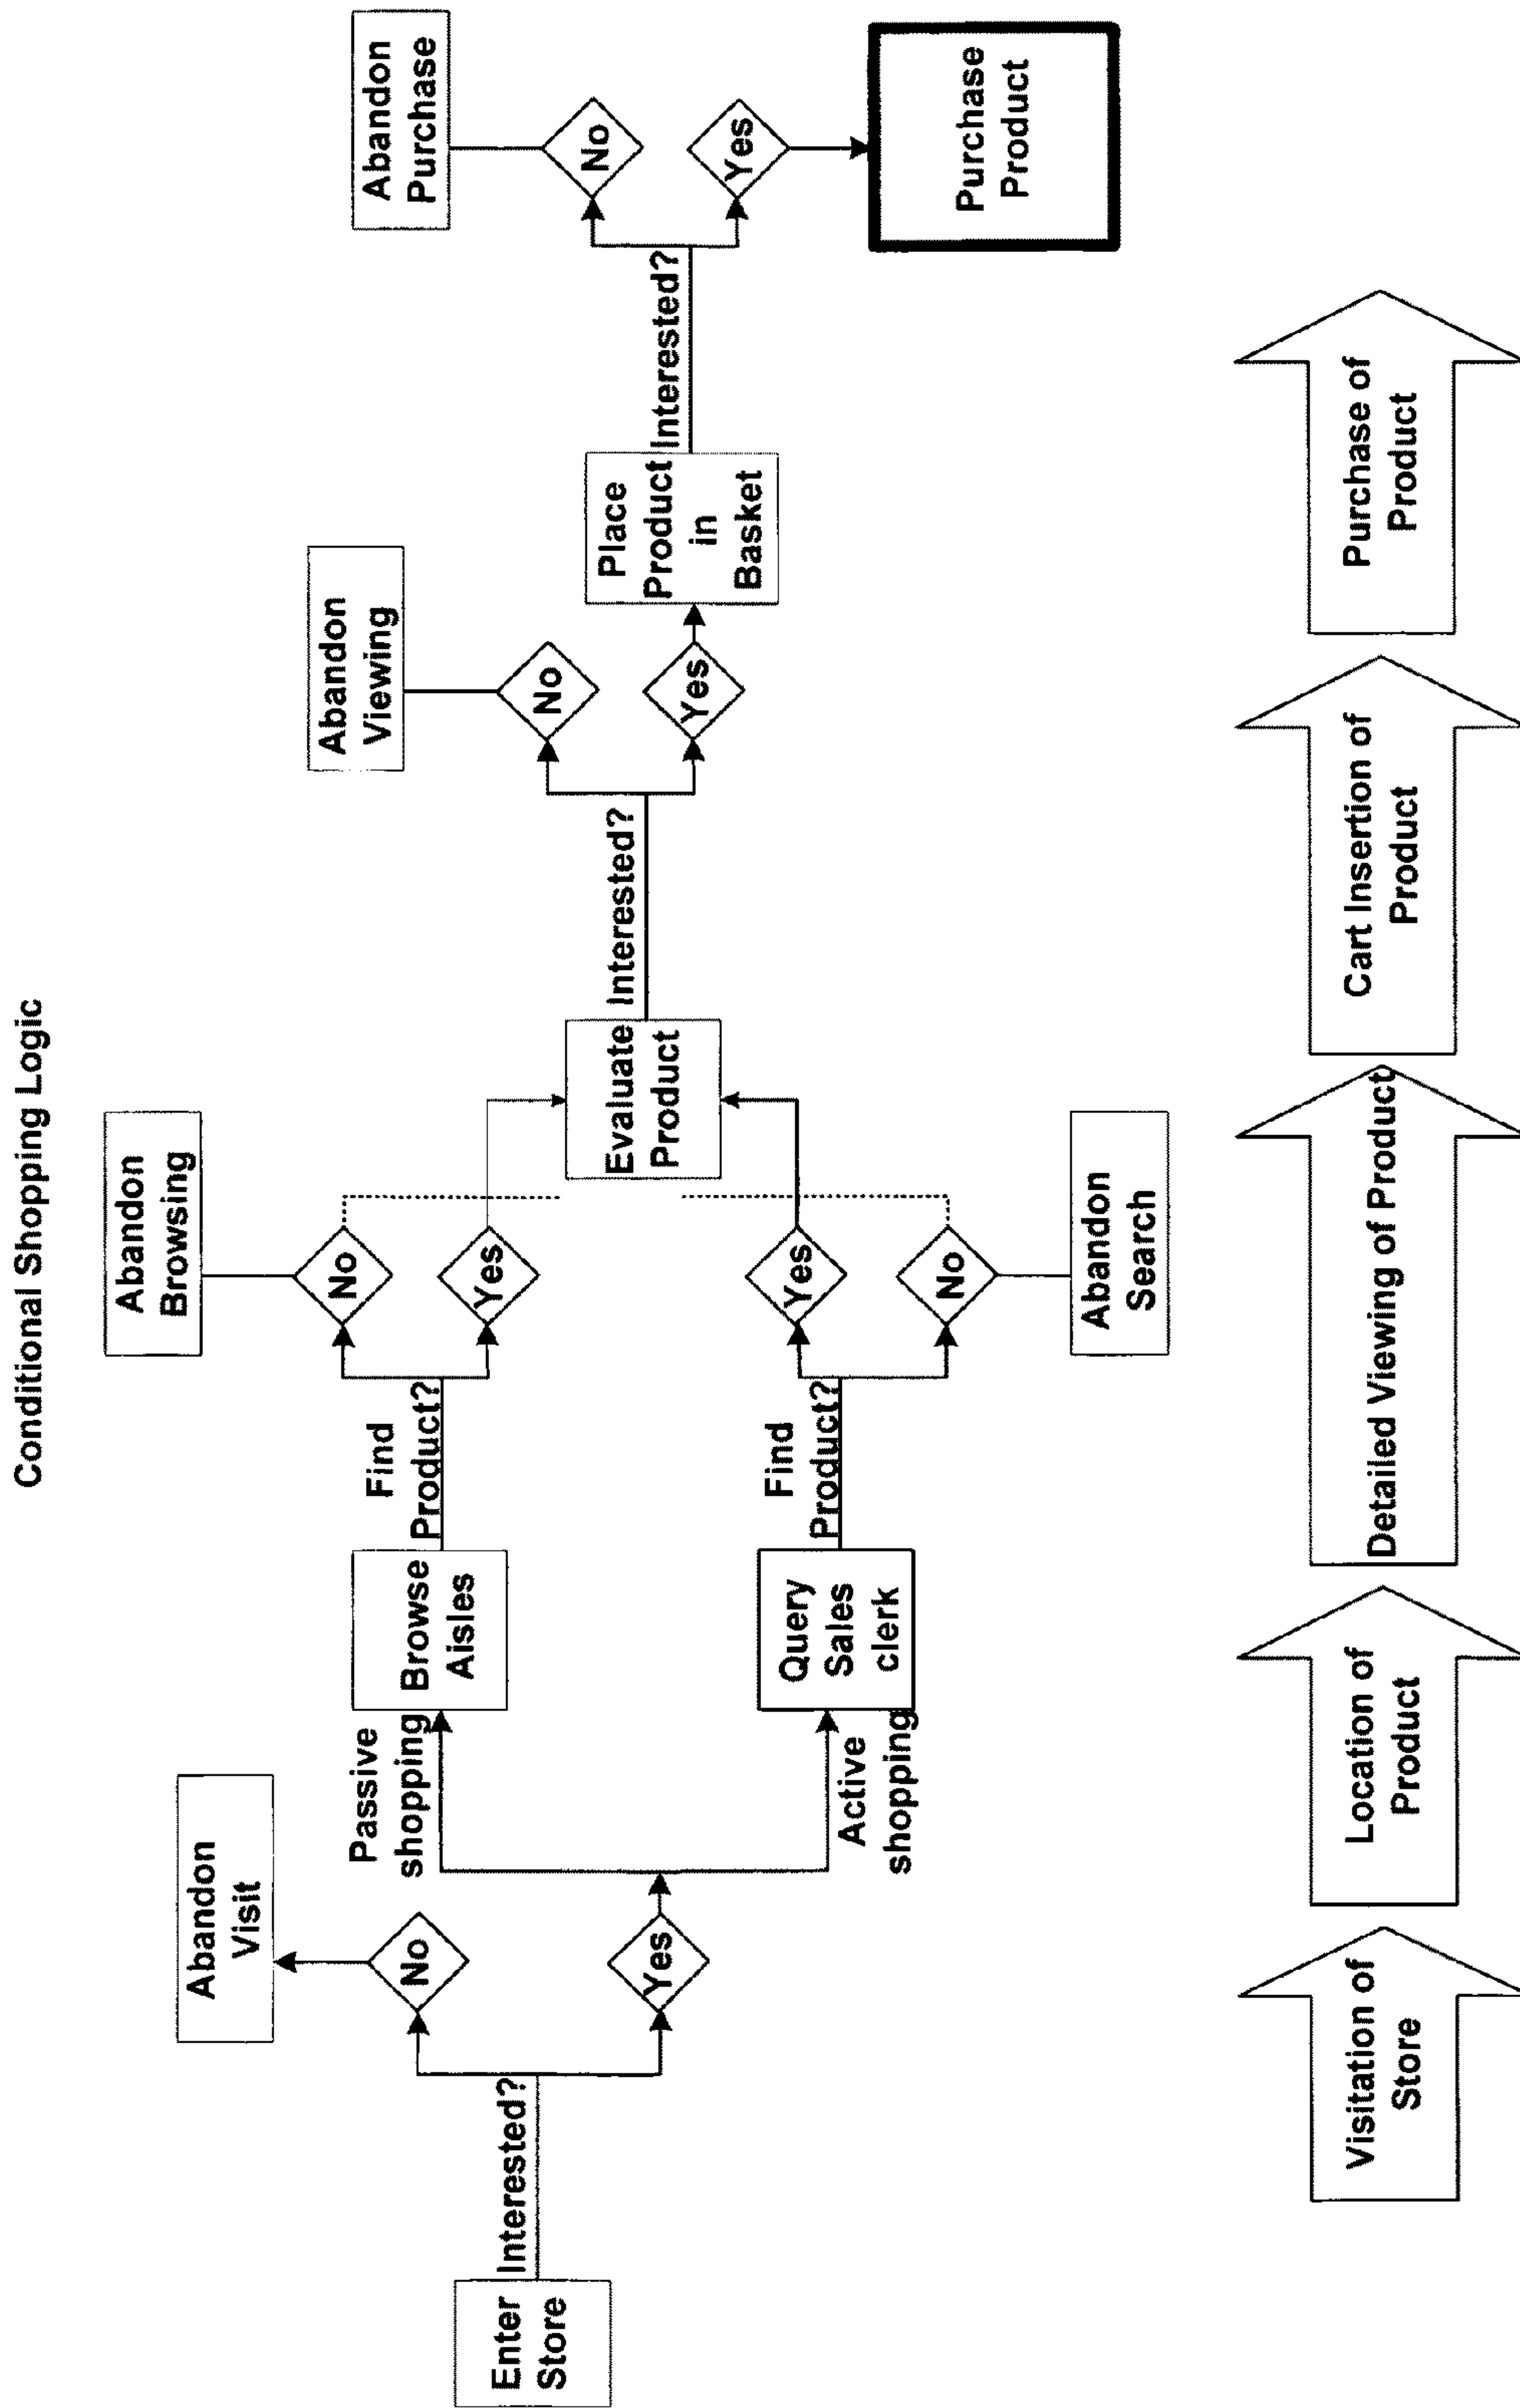 Conditional Shopping Logic
Enter
Store
Interested?
No
Yes
Abandon
Visit
Passive
shopping
Active
shopping
Browse
Aisles
Query
Sales
clerk
Find
Product?
Find
Product?
No
Yes
Yes
No
Abandon
Browsing
Abandon
Search
Evaluate
Product
Interested?
No
Yes
Abandon
Viewing
Place
Product
in
Basket
Interested?
No
Yes
Abandon
Purchase
Purchase
Product
Visitation of
Store
Location of
Product
Detailed Viewing of Product
Cart Insertion of
Product
Purchase of
Product